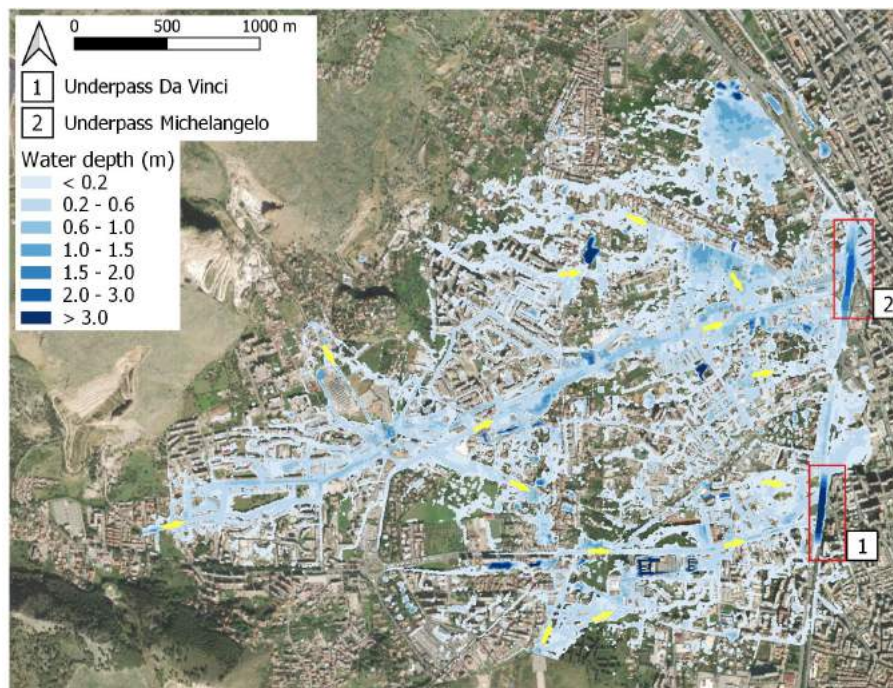 0 500 1000 m
1 Underpass Da Vinci
2 Underpass Michelangelo
Water depth (m)
< 0.2
0.2 - 0.6
0.6 - 1.0
1.0 - 1.5
1.5 - 2.0
2.0 - 3.0
> 3.0
2
1